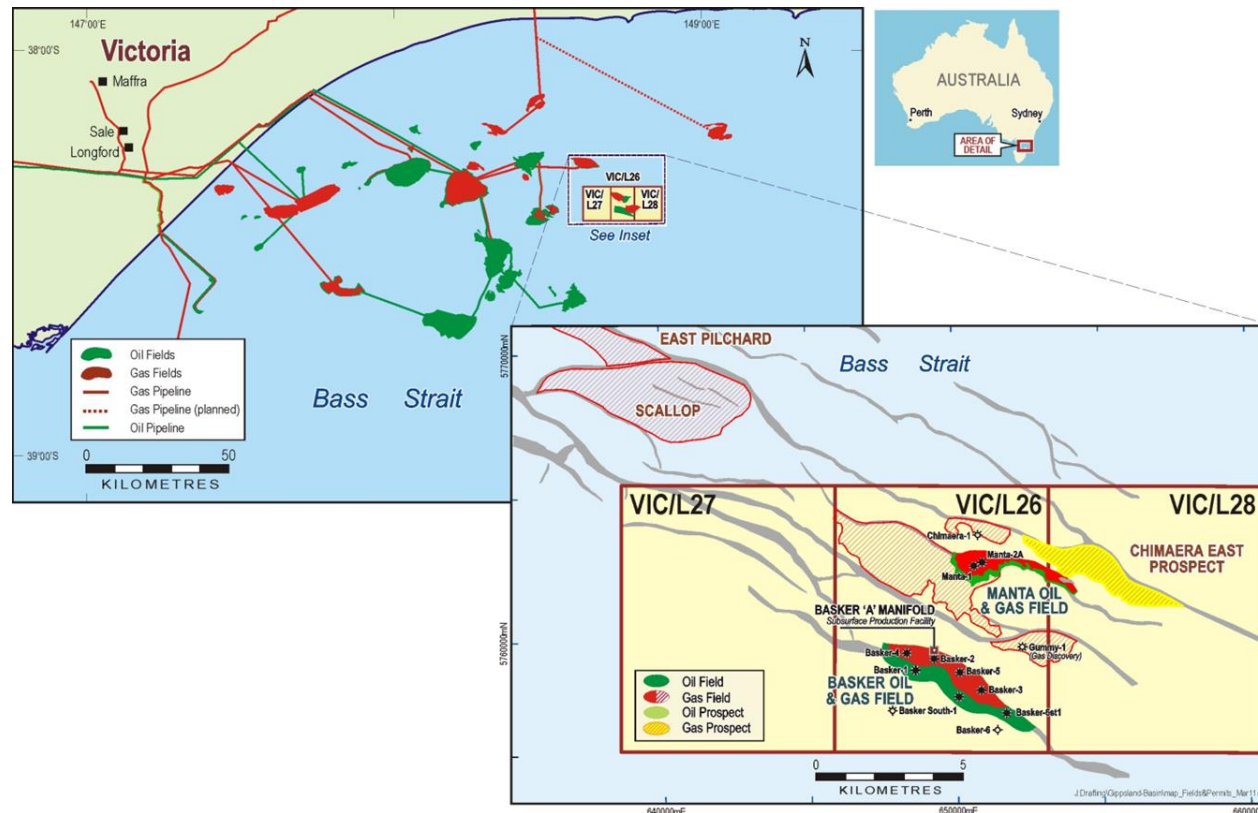 147°00'E
149°00'E
38°00'S
Victoria
Maffra
Sale
Longford
N
VIC/L26
VIC/
L27
VIC/
L28
See Inset
Oil Fields
Gas Fields
Gas Pipeline
Gas Pipeline (planned)
Oil Pipeline
Bass Strait
39°00'S
0
50
KILOMETRES
AUSTRALIA
Perth
Sydney
AREA OF
DETAIL
EAST PILCHARD
Bass Strait
5770000mN
SCALLOP
VIC/L27
VIC/L26
VIC/L28
Chimaera-1
Manta-2A
Manta-1
CHIMAERA EAST
PROSPECT
MANTA OIL
& GAS FIELD
BASKER 'A' MANIFOLD
Subsurface Production Facility
5760000mN
Gummy-1
(Gas Discovery)
Basker-4
Basker-2
Basker-1
Basker-5
BASKER OIL
& GAS FIELD
Basker-3
Basker South-1
Basker-6st1
Basker-6
Oil Field
Gas Field
Oil Prospect
Gas Prospect
0
5
KILOMETRES
640000mE
650000mE